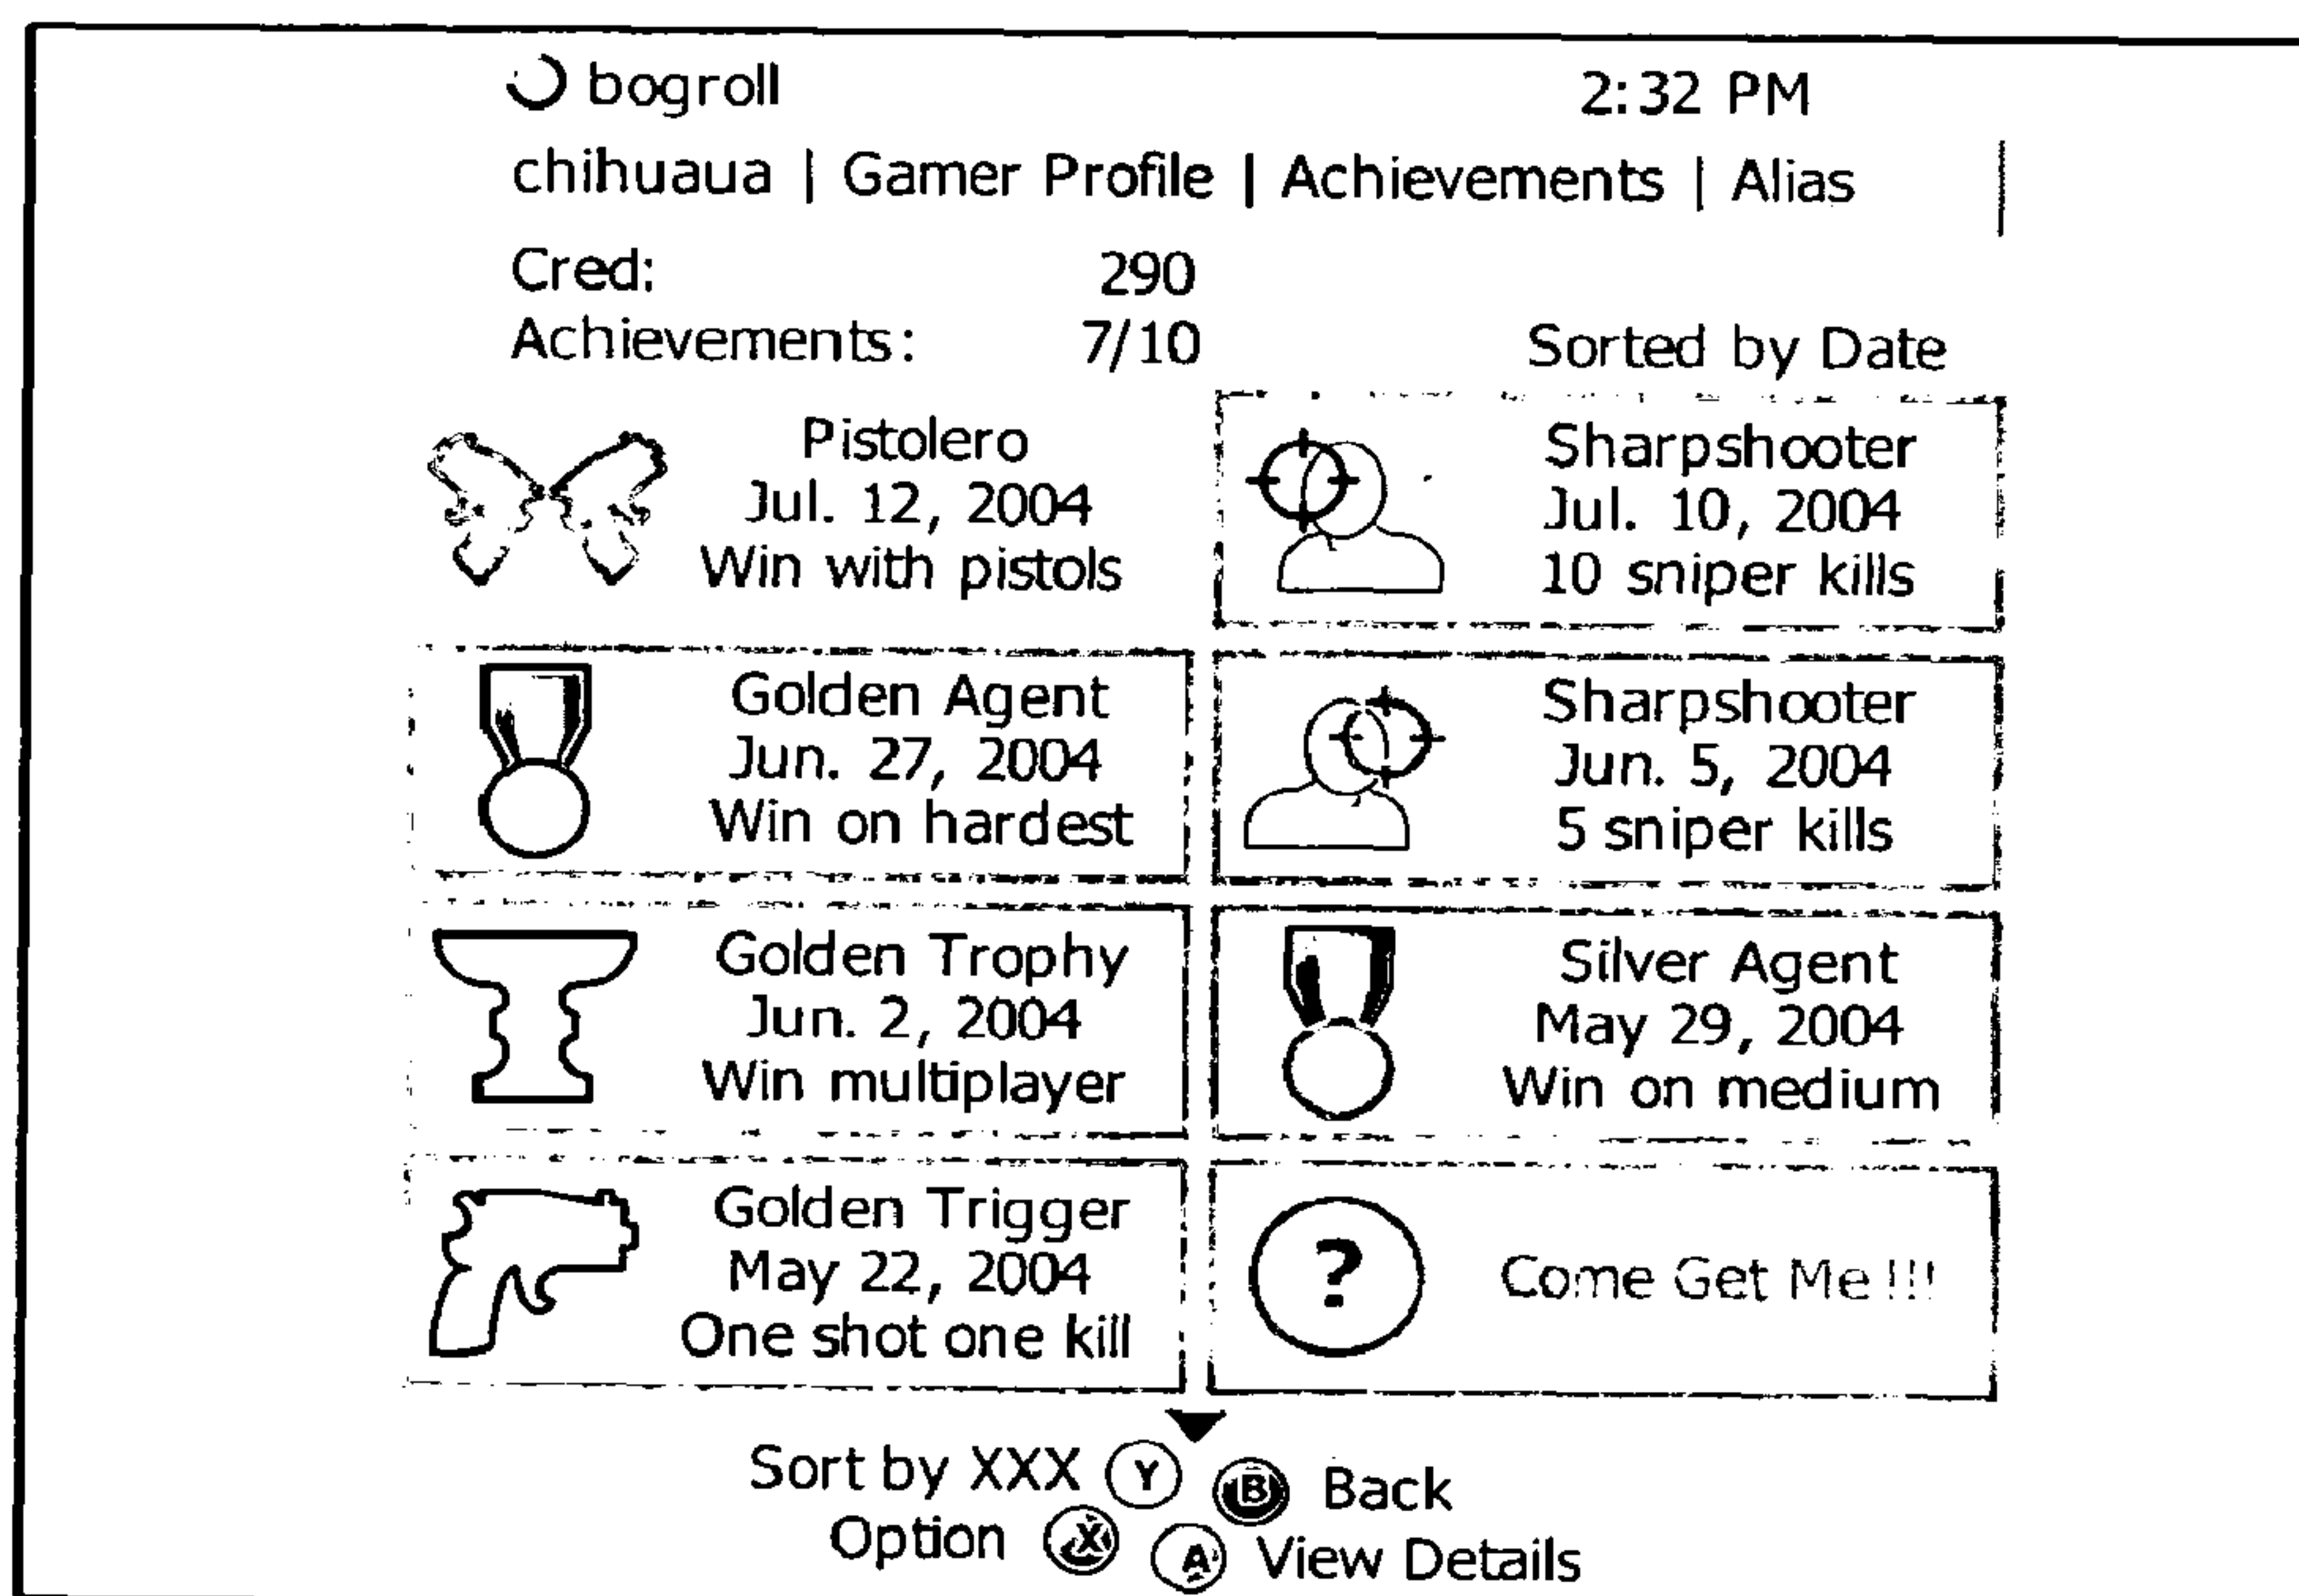 bogroll 2:32 PM
chihuaua | Gamer Profile | Achievements | Alias
Cred: 290
Achievements: 7/10 Sorted by Date
Pistolero
Jul. 12, 2004
Win with pistols
Sharpshooter
Jul. 10, 2004
10 sniper kills
Golden Agent
Jun. 27, 2004
Win on hardest
Sharpshooter
Jun. 5, 2004
5 sniper kills
Golden Trophy
Jun. 2, 2004
Win multiplayer
Silver Agent
May 29, 2004
Win on medium
Golden Trigger
May 22, 2004
One shot one kill
?
Come Get Me !!!
Sort by XXX Y B Back
Option X A View Details